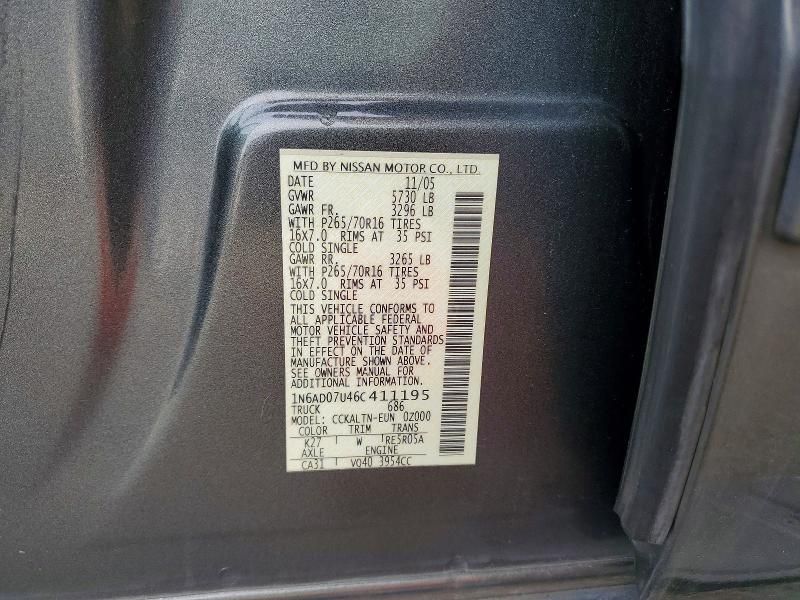 MFD BY NISSAN MOTOR CO., LTD.
DATE 11/05
GVWR 5730 LB
GAWR FR. 3296 LB
WITH P265/70R16 TIRES
16X7.0 RIMS AT 35 PSI
COLD SINGLE
GAWR RR. 3265 LB
WITH P265/70R16 TIRES
16X7.0 RIMS AT 35 PSI
COLD SINGLE
THIS VEHICLE CONFORMS TO
ALL APPLICABLE FEDERAL
MOTOR VEHICLE SAFETY AND
THEFT PREVENTION STANDARDS
IN EFFECT ON THE DATE OF
MANUFACTURE SHOWN ABOVE.
SEE OWNERS MANUAL FOR
ADDITIONAL INFORMATION.
1N6AD07U46C411195
TRUCK 686
MODEL: CCKALTN-EUN 0Z000
COLOR TRIM TRANS
K27 W RE5R05A
AXLE ENGINE
CA31 VQ40 3954CC